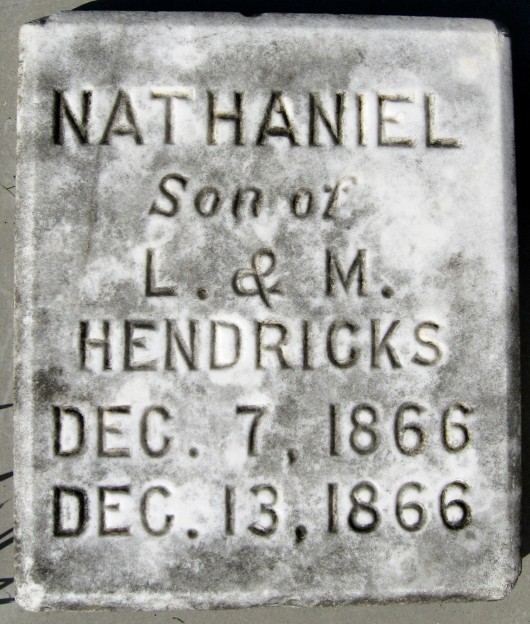 NATHANIEL
Son of
L. & M.
HENDRICKS
DEC. 7, 1866
DEC. 13, 1866